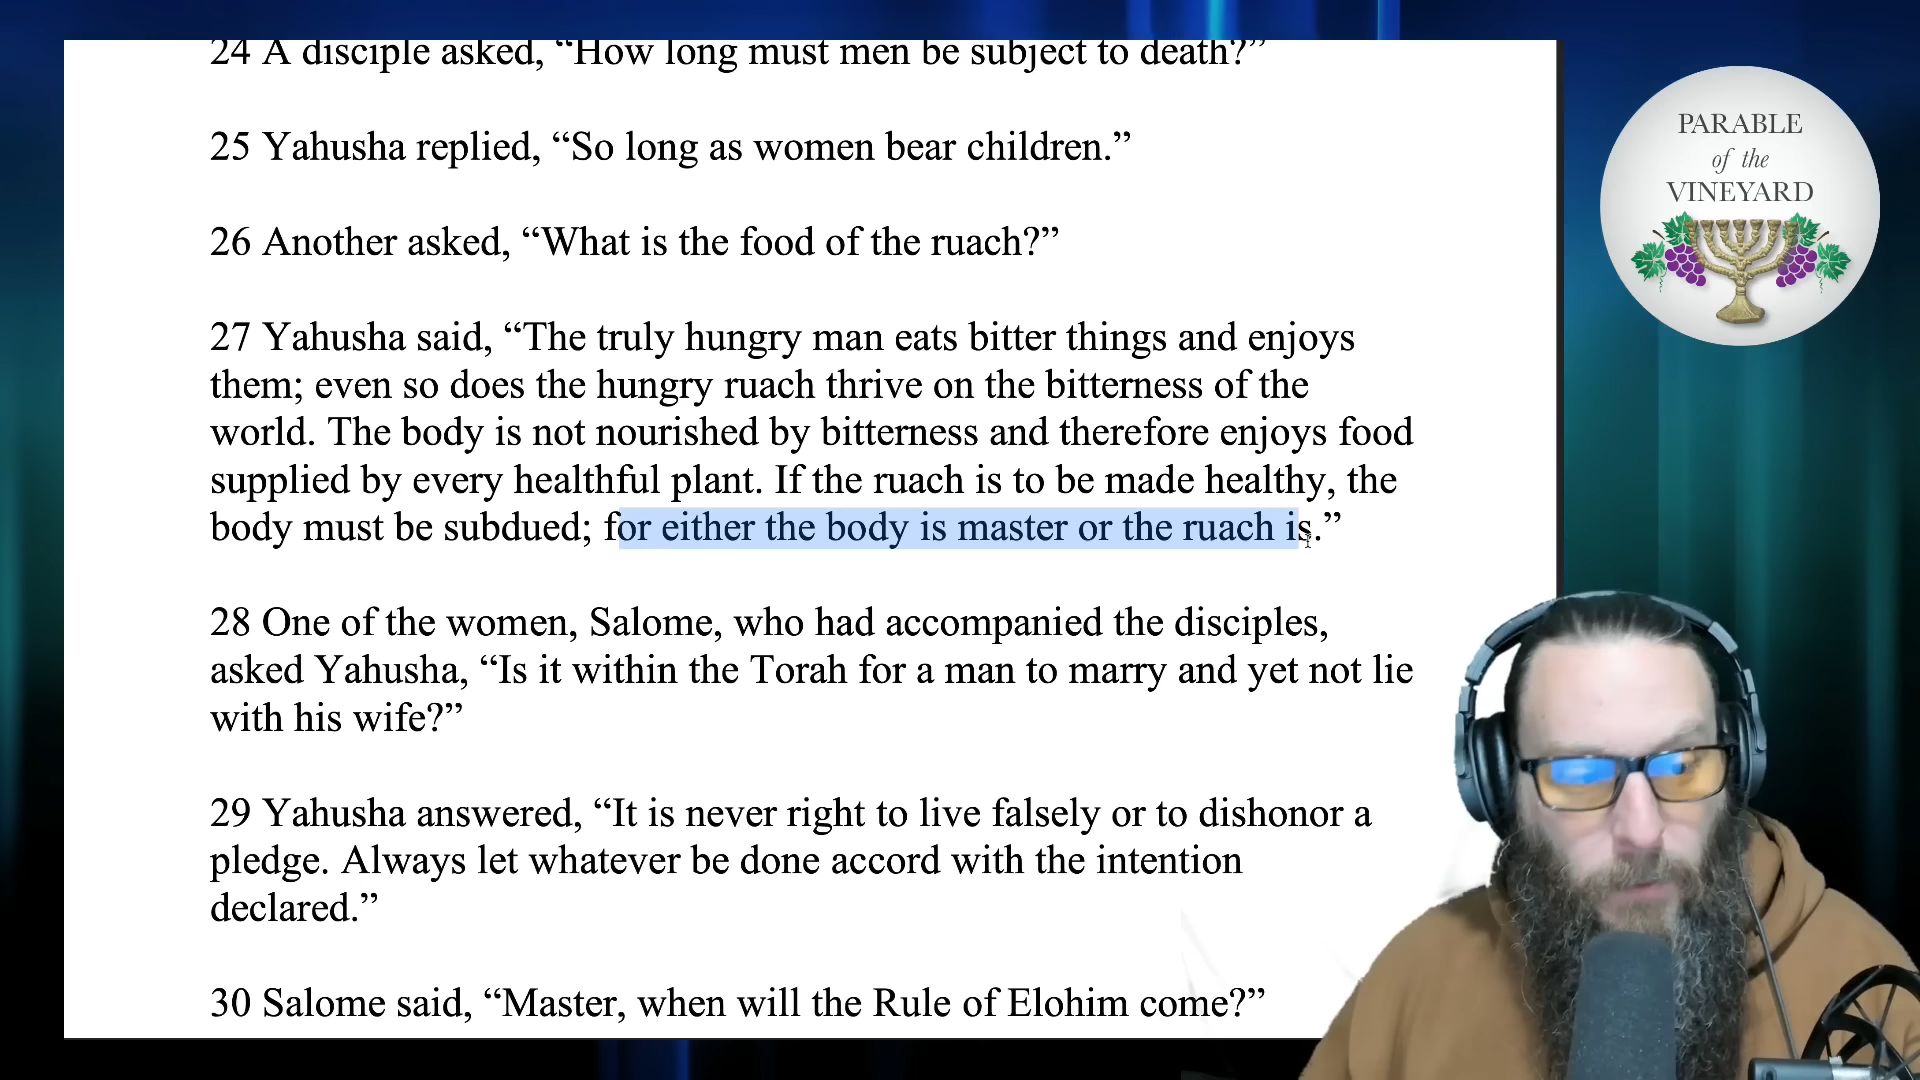 24 A disciple asked, “How long must men be subject to death?”
25 Yahusha replied, “So long as women bear children.”
26 Another asked, “What is the food of the ruach?”
27 Yahusha said, “The truly hungry man eats bitter things and enjoys
them; even so does the hungry ruach thrive on the bitterness of the
world. The body is not nourished by bitterness and therefore enjoys food
supplied by every healthful plant. If the ruach is to be made healthy, the
body must be subdued; for either the body is master or the ruach is.”
28 One of the women, Salome, who had accompanied the disciples,
asked Yahusha, “Is it within the Torah for a man to marry and yet not lie
with his wife?”
29 Yahusha answered, “It is never right to live falsely or to dishonor a
pledge. Always let whatever be done accord with the intention
declared.”
30 Salome said, “Master, when will the Rule of Elohim come?”
PARABLE
of the
VINEYARD